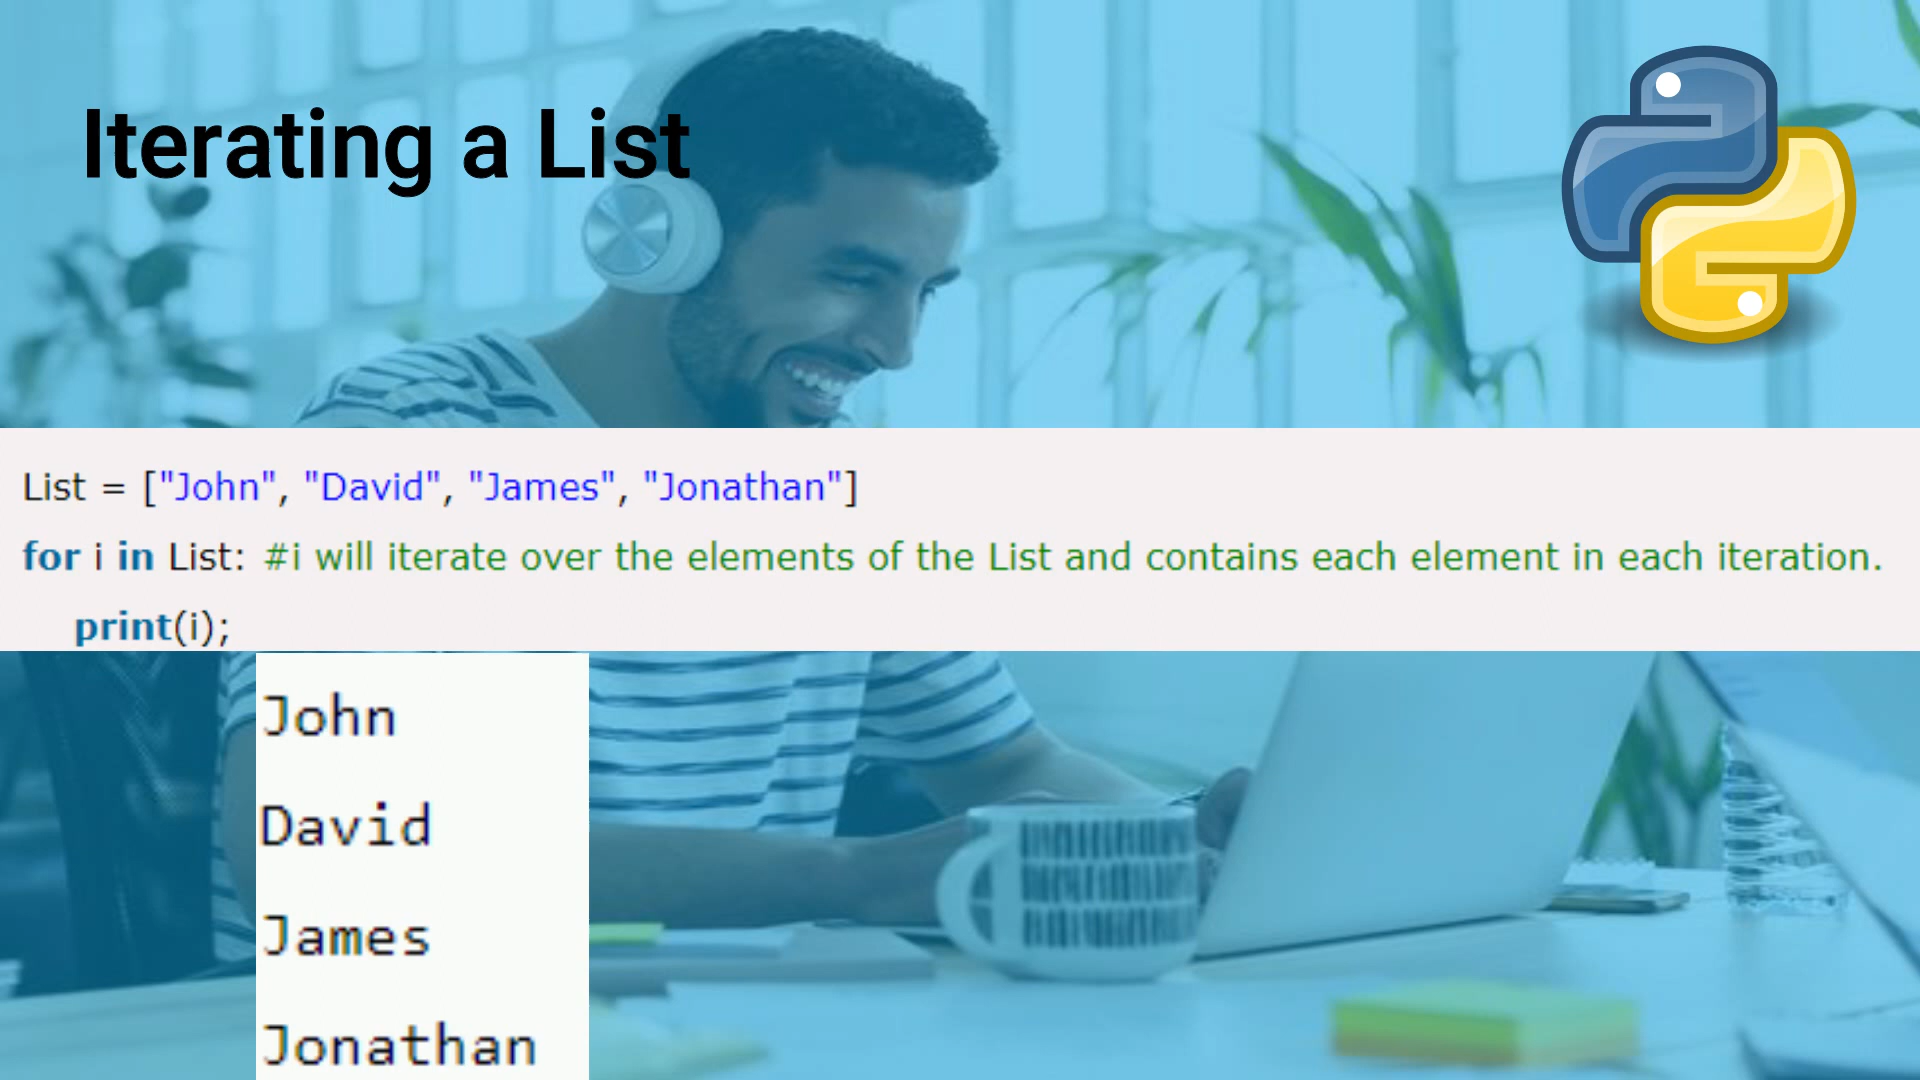 Iterating a List
List = ["John", "David", "James", "Jonathan"]
for i in List: #i will iterate over the elements of the List and contains each element in each iteration.
print(i);
John
David
James
Jonathan